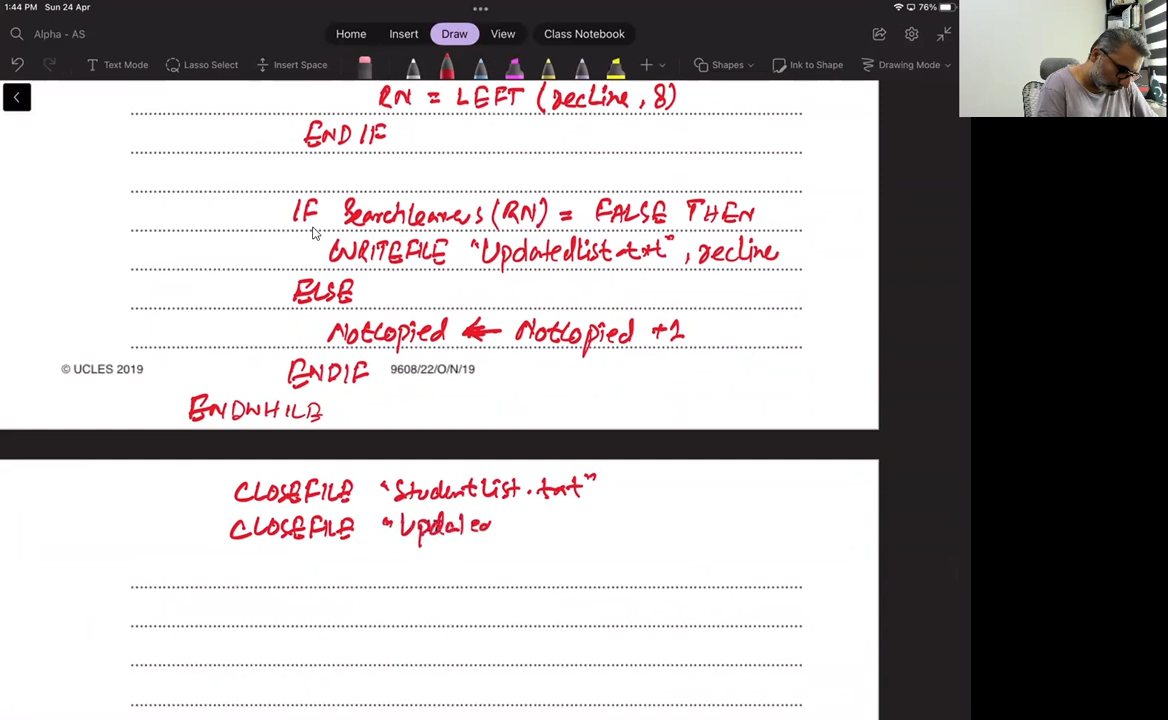 1:44 PM Sun 24 Apr
76%
Alpha - AS
Home Insert Draw View Class Notebook
Text Mode Lasso Select Insert Space Shapes Ink to Shape Drawing Mode
RN = LEFT (recline, 8)
ENDIF
IF Searchleavers (RN) = FALSE THEN
WRITEFILE "UpdatedList.txt", recline
ELSE
NotCopied ← NotCopied +1
© UCLES 2019
ENDIF
9608/22/O/N/19
ENDWHILE
CLOSEFILE "StudentList.txt"
CLOSEFILE "Updated